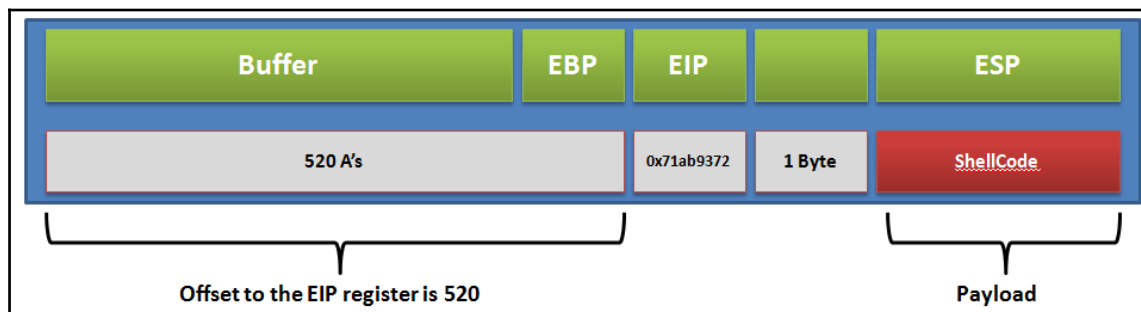 Buffer EBP EIP ESP
520 A's 0x71ab9372 1 Byte ShellCode
Offset to the EIP register is 520 Payload